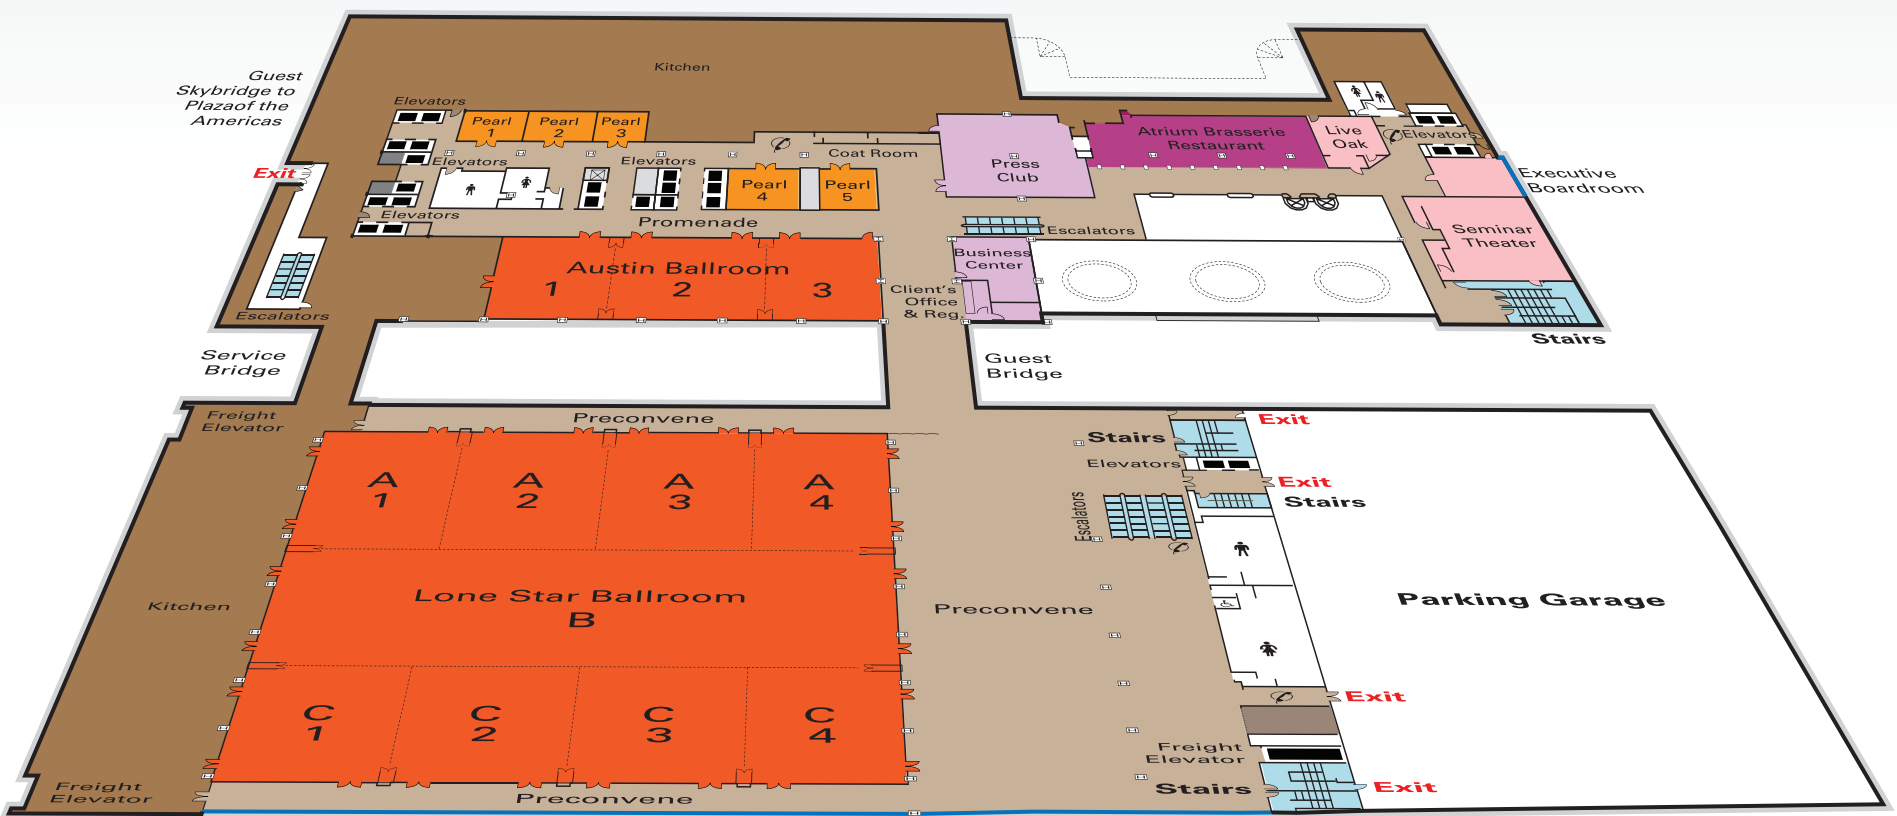 Kitchen
Guest
Skybridge to
Plazaof the
Americas
Elevators
Pearl
1
Pearl
2
Pearl
3
Atrium Brasserie
Restaurant
Live
Oak
Elevators
Coat Room
Elevators
Elevators
Press
Club
Exit
Executive
Boardroom
Pearl
4
Pearl
5
Elevators
Promenade
Escalators
Seminar
Theater
Austin Ballroom
1
2
3
Business
Center
Client's
Office
& Reg.
Escalators
Stairs
Service
Bridge
Guest
Bridge
Freight
Elevator
Preconvene
Exit
Stairs
Elevators
Exit
Stairs
Escalators
A
1
A
2
A
3
A
4
Lone Star Ballroom
B
Kitchen
Preconvene
Parking Garage
Exit
C
1
C
2
C
3
C
4
Freight
Elevator
Stairs
Exit
Freight
Elevator
Preconvene